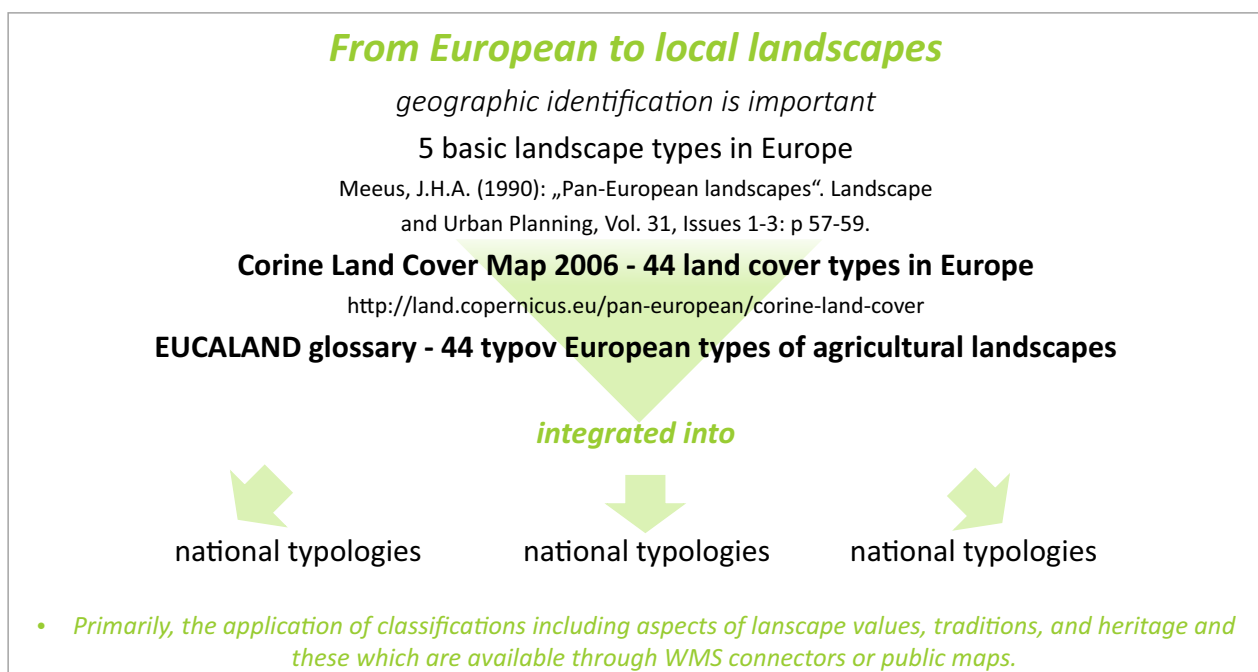 From European to local landscapes
geographic identification is important
5 basic landscape types in Europe
Meeus, J.H.A. (1990): „Pan-European landscapes“. Landscape
and Urban Planning, Vol. 31, Issues 1-3: p 57-59.
Corine Land Cover Map 2006 - 44 land cover types in Europe
http://land.copernicus.eu/pan-european/corine-land-cover
EUCALAND glossary - 44 typov European types of agricultural landscapes
integrated into
national typologies national typologies national typologies
• Primarily, the application of classifications including aspects of lanscape values, traditions, and heritage and
these which are available through WMS connectors or public maps.